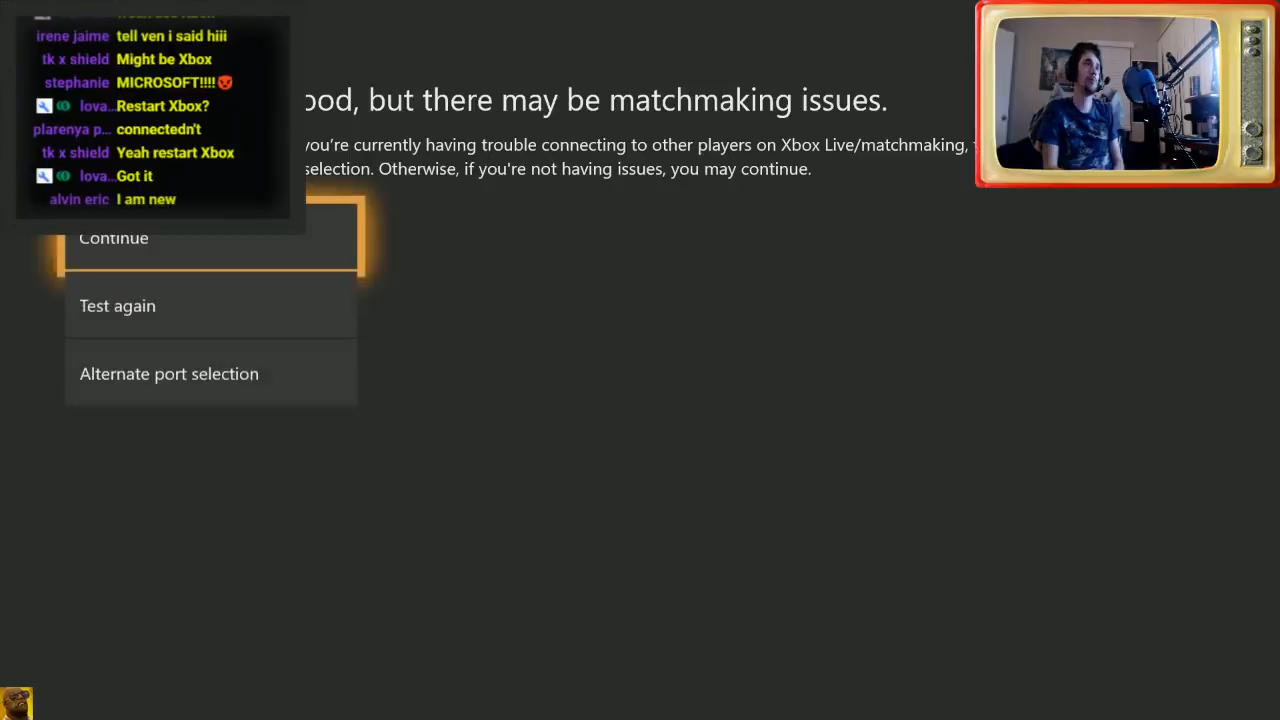 irene jaime tell ven i said hiii
tk x shield Might be Xbox
stephanie MICROSOFT!!!!
lova.. Restart Xbox?
plarenya p... connectedn't
tk x shield Yeah restart Xbox
lova.. Got it
alvin eric I am new
ood, but there may be matchmaking issues.
you're currently having trouble connecting to other players on Xbox Live/matchmaking,
selection. Otherwise, if you're not having issues, you may continue.
Continue
Test again
Alternate port selection